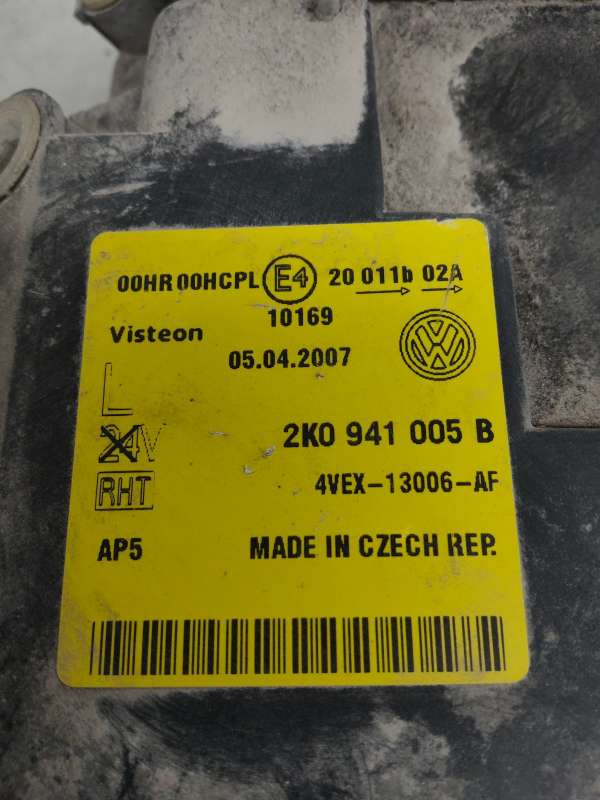 00HR 00HCPL E4 20 011b 02A
10169
Visteon
05.04.2007
L
24V
2K0 941 005 B
RHT
4VEX-13006-AF
AP5
MADE IN CZECH REP.